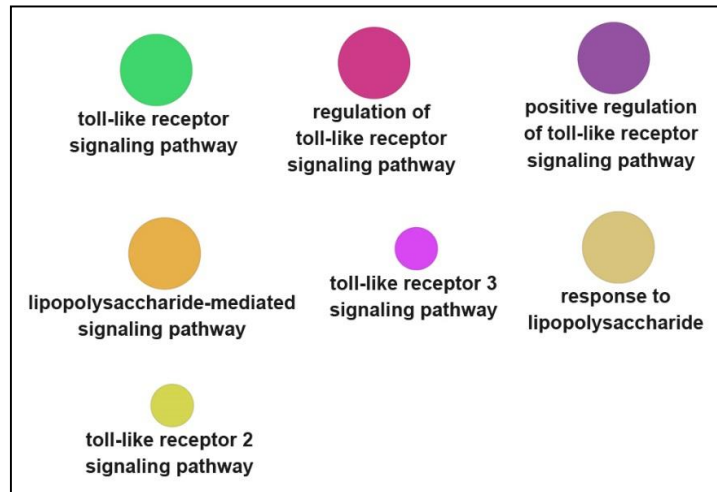 toll-like receptor
signaling pathway
regulation of
toll-like receptor
signaling pathway
positive regulation
of toll-like receptor
signaling pathway
lipopolysaccharide-mediated
signaling pathway
toll-like receptor 3
signaling pathway
response to
lipopolysaccharide
toll-like receptor 2
signaling pathway